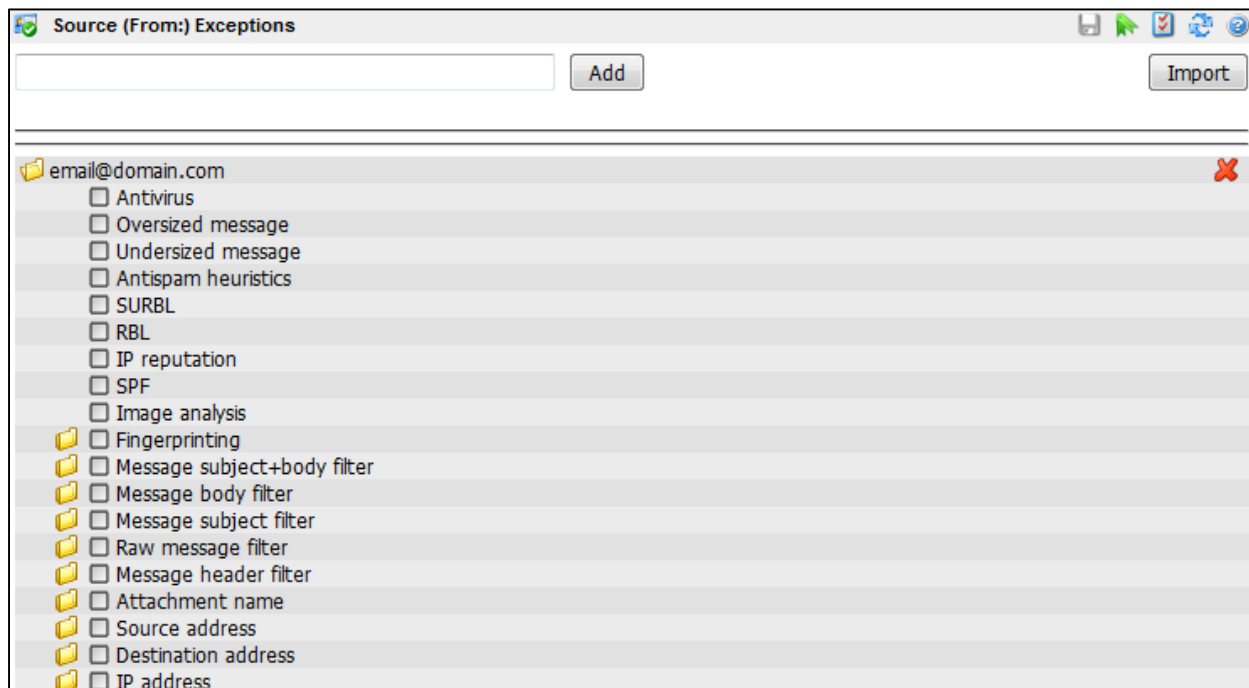 Source (From:) Exceptions
Add
Import
email@domain.com
Antivirus
Oversized message
Undersized message
Antispam heuristics
SURBL
RBL
IP reputation
SPF
Image analysis
Fingerprinting
Message subject+body filter
Message body filter
Message subject filter
Raw message filter
Message header filter
Attachment name
Source address
Destination address
IP address